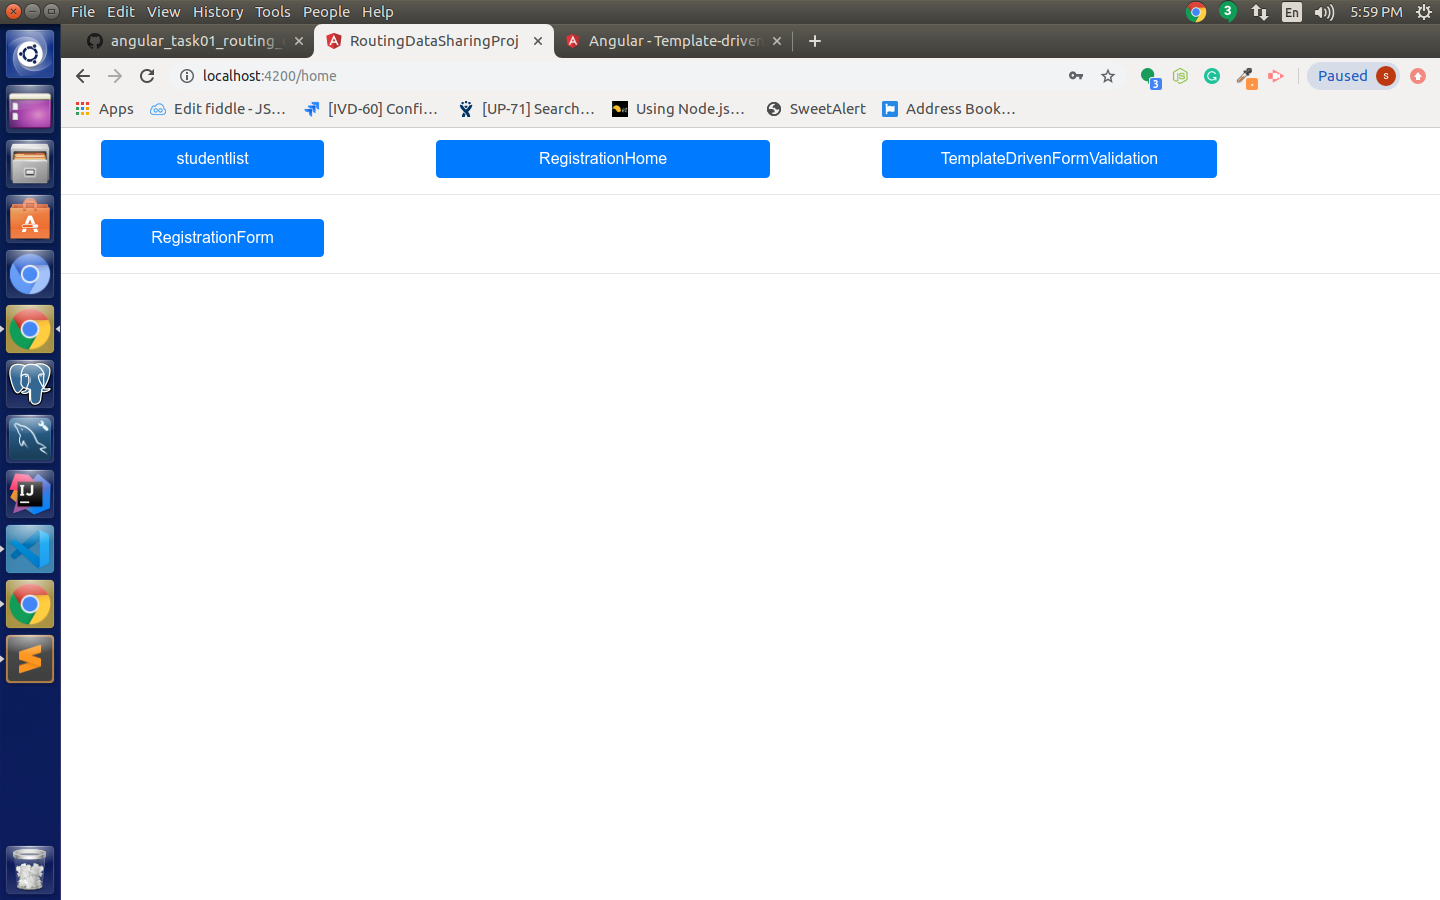 File Edit View History Tools People Help
3 En 5:59 PM
angular_task01_routing_
RoutingDataSharingProj
Angular - Template-driven
localhost:4200/home
3
Paused S
Apps Edit fiddle - JS... [IVD-60] Confi... [UP-71] Search... Using Node.js... SweetAlert Address Book...
studentlist RegistrationHome TemplateDrivenFormValidation
RegistrationForm
IJ